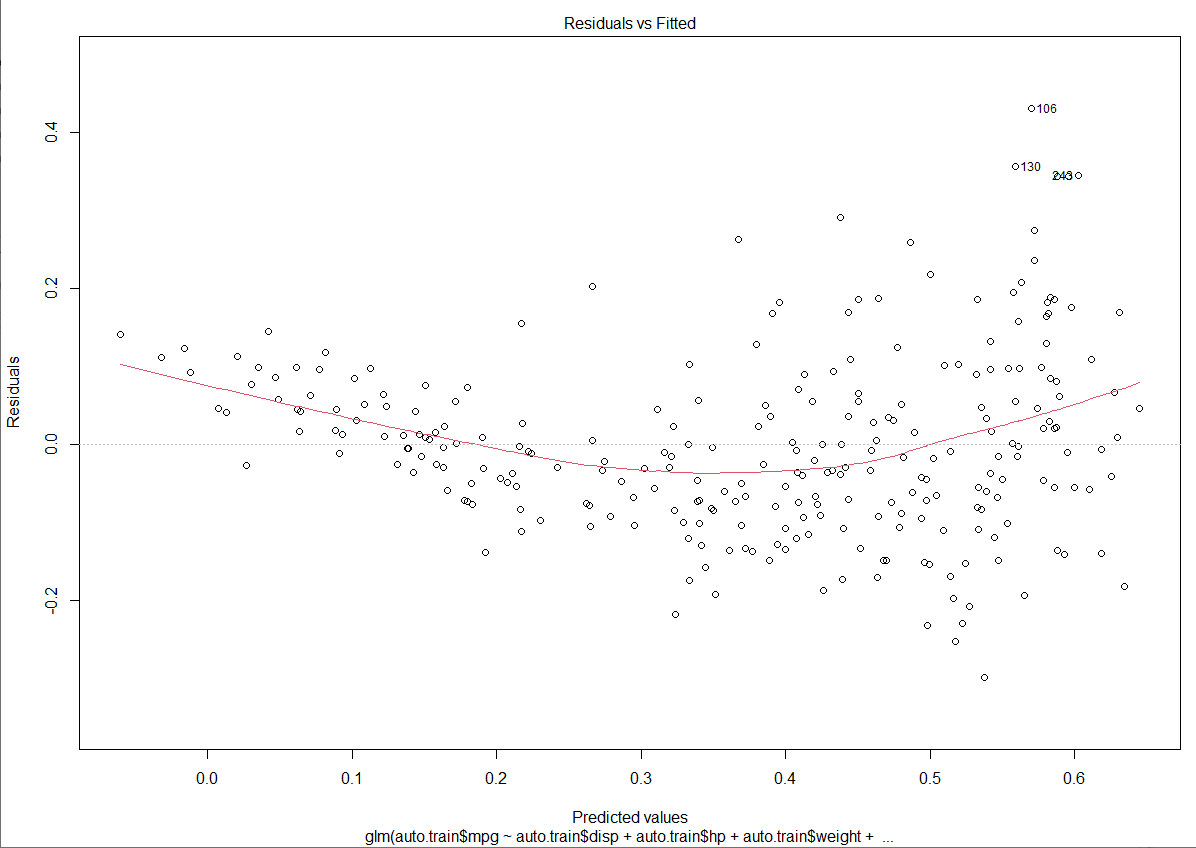 Residuals vs Fitted
106
130
243
0.4
0.2
0.0
-0.2
Residuals
0.0 0.1 0.2 0.3 0.4 0.5 0.6
Predicted values
glm(auto.train$mpg ~ auto.train$disp + auto.train$hp + auto.train$weight + ...